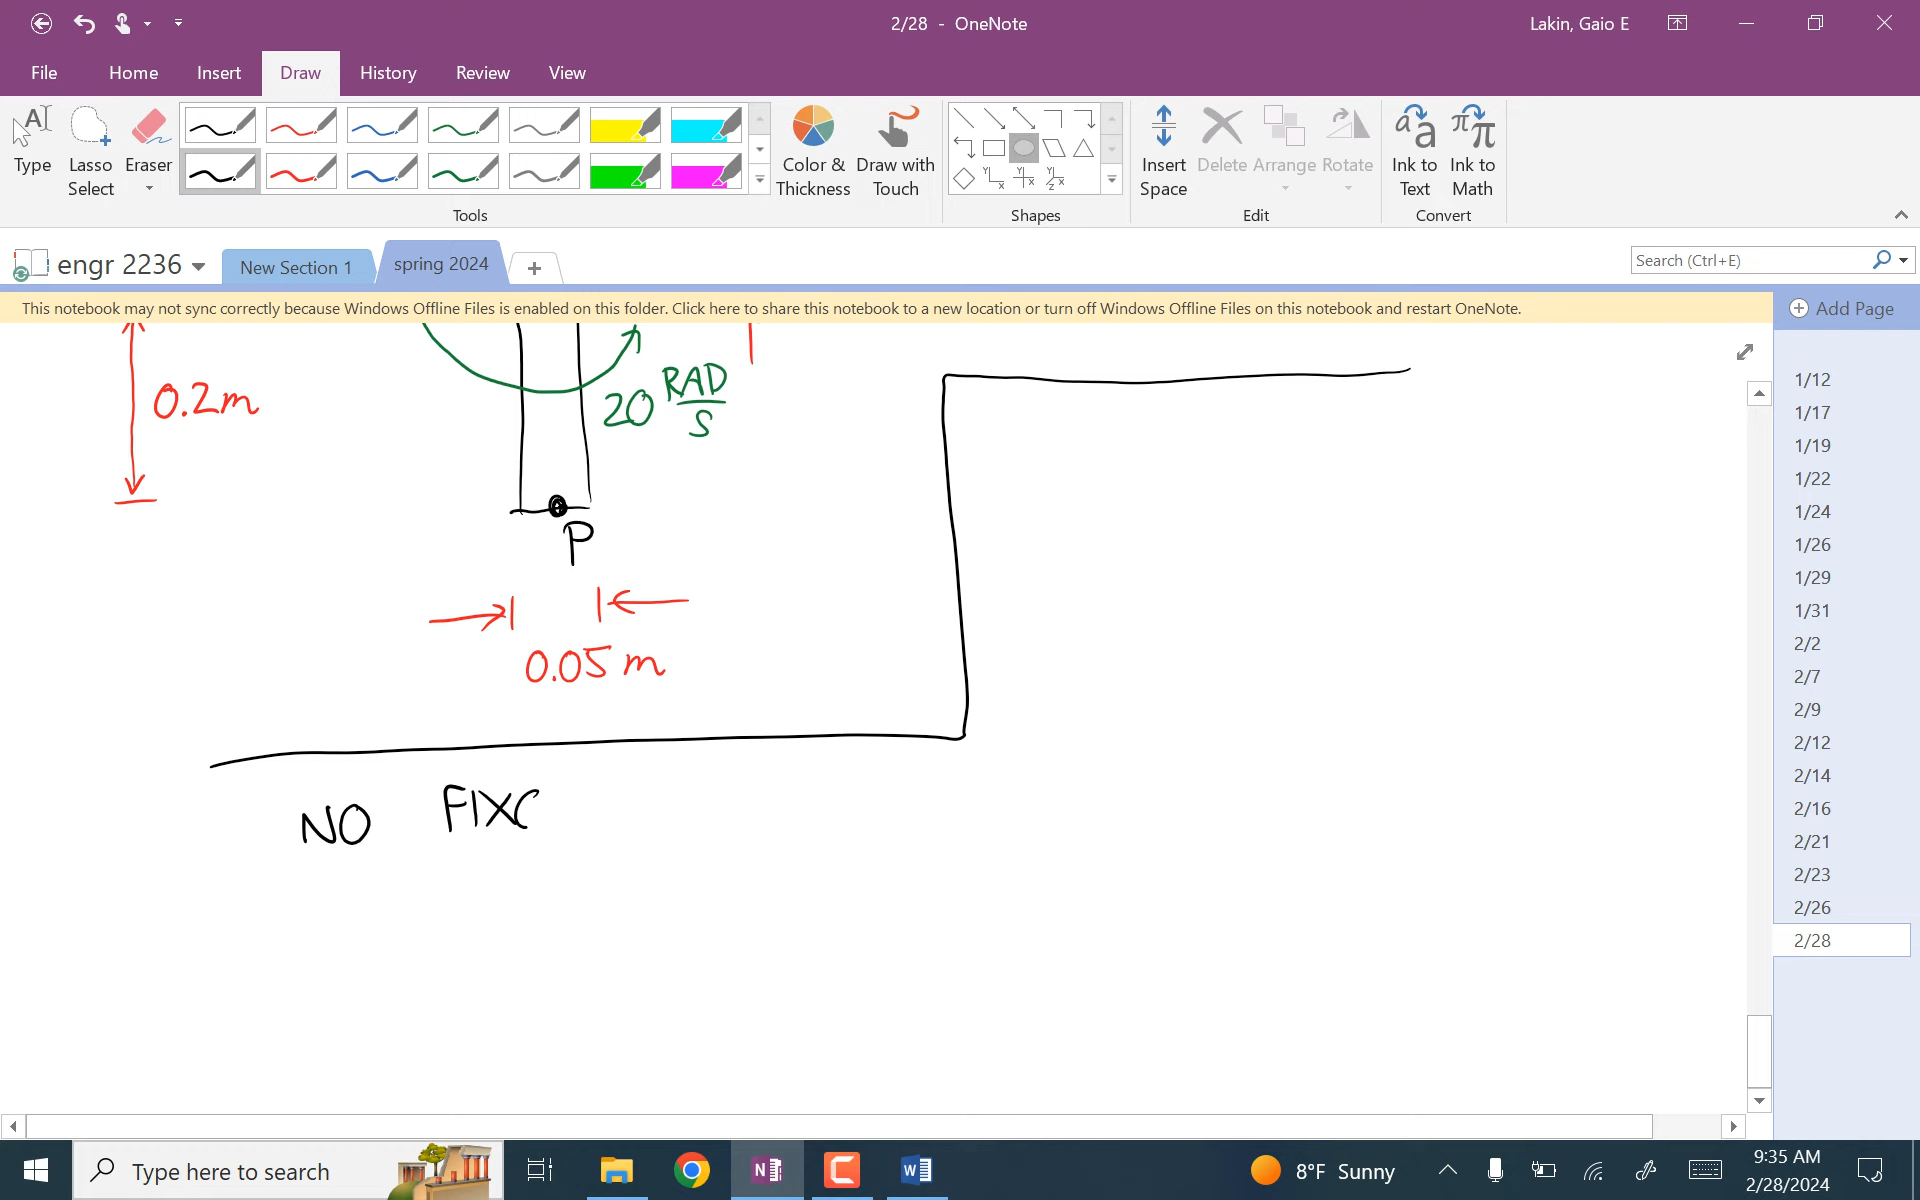 2/28 - OneNote
Lakin, Gaio E
File Home Insert Draw History Review View
Type
Lasso Select
Eraser
Color & Thickness
Draw with Touch
Insert Space
Delete
Arrange
Rotate
Ink to Text
Ink to Math
Tools
Shapes
Edit
Convert
engr 2236
New Section 1
spring 2024
Search (Ctrl+E)
This notebook may not sync correctly because Windows Offline Files is enabled on this folder. Click here to share this notebook to a new location or turn off Windows Offline Files on this notebook and restart OneNote.
Add Page
0.2m
20 RAD/S
P
0.05 m
NO FIXC
1/12
1/17
1/19
1/22
1/24
1/26
1/29
1/31
2/2
2/7
2/9
2/12
2/14
2/16
2/21
2/23
2/26
2/28
Type here to search
8°F Sunny
9:35 AM
2/28/2024